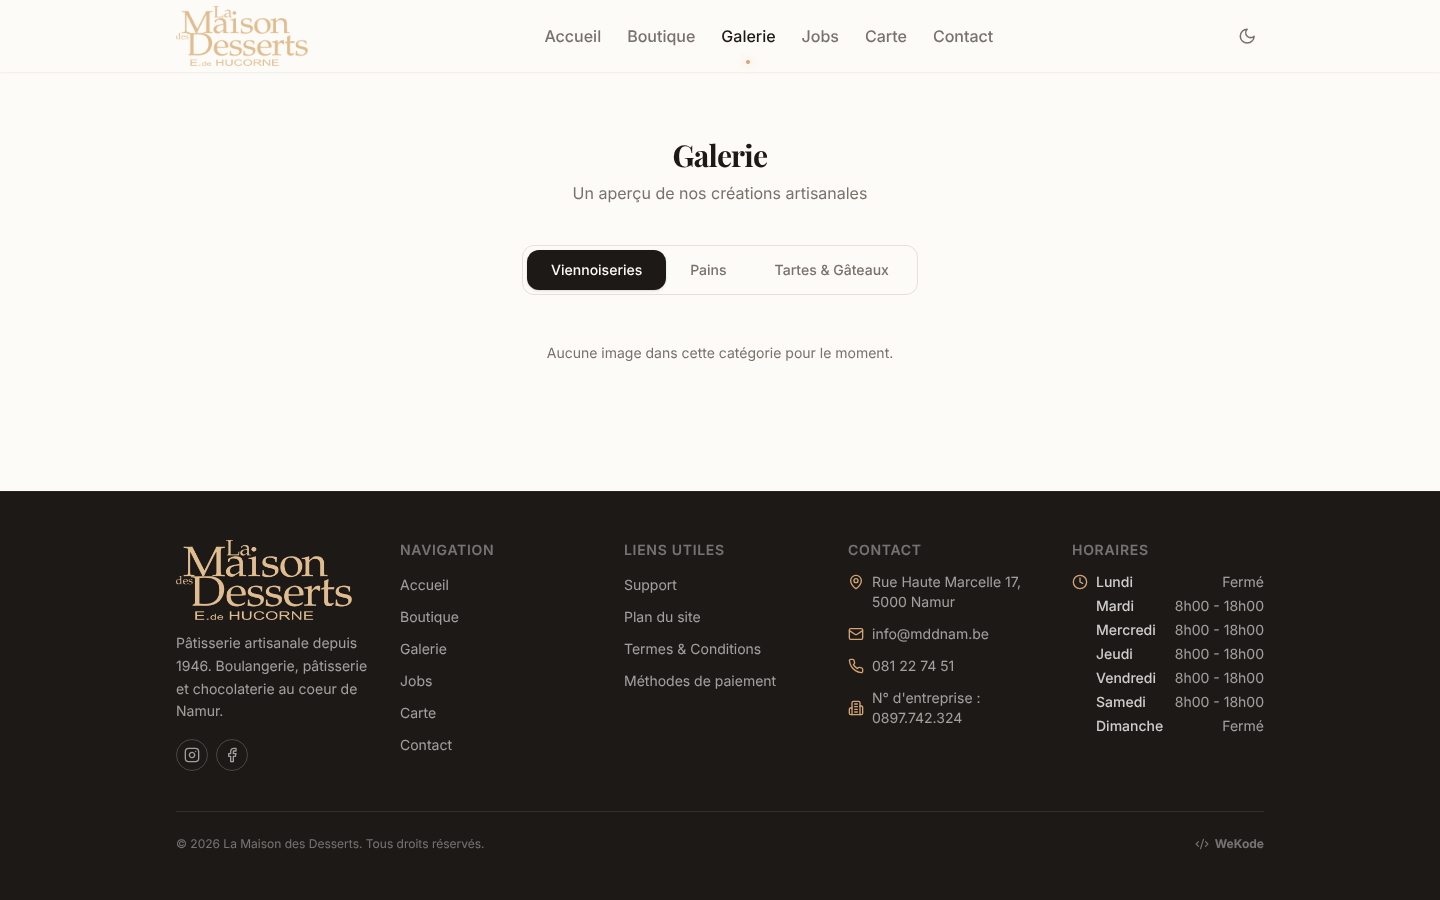 La
Maison
des Desserts
E.de HUCORNE
Accueil
Boutique
Galerie
Jobs
Carte
Contact
Galerie
Un aperçu de nos créations artisanales
Viennoiseries
Pains
Tartes & Gâteaux
Aucune image dans cette catégorie pour le moment.
La
Maison
des Desserts
E.de HUCORNE
Pâtisserie artisanale depuis
1946. Boulangerie, pâtisserie
et chocolaterie au coeur de
Namur.
NAVIGATION
Accueil
Boutique
Galerie
Jobs
Carte
Contact
LIENS UTILES
Support
Plan du site
Termes & Conditions
Méthodes de paiement
CONTACT
Rue Haute Marcelle 17,
5000 Namur
info@mddnam.be
081 22 74 51
N° d'entreprise :
0897.742.324
HORAIRES
Lundi Fermé
Mardi 8h00 - 18h00
Mercredi 8h00 - 18h00
Jeudi 8h00 - 18h00
Vendredi 8h00 - 18h00
Samedi 8h00 - 18h00
Dimanche Fermé
© 2026 La Maison des Desserts. Tous droits réservés.
WeKode